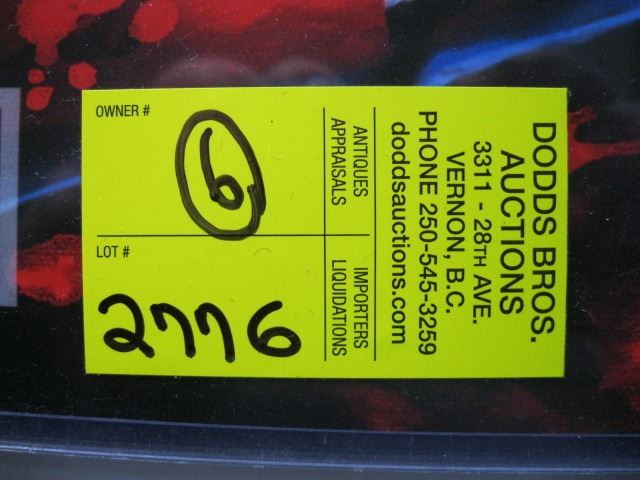 DODDS BROS.
AUCTIONS
3311 - 28TH AVE.
VERNON, B.C.
PHONE 250-545-3259
doddsauctions.com
ANTIQUES
APPRAISALS
IMPORTERS
LIQUIDATIONS
OWNER #
6
LOT #
2776